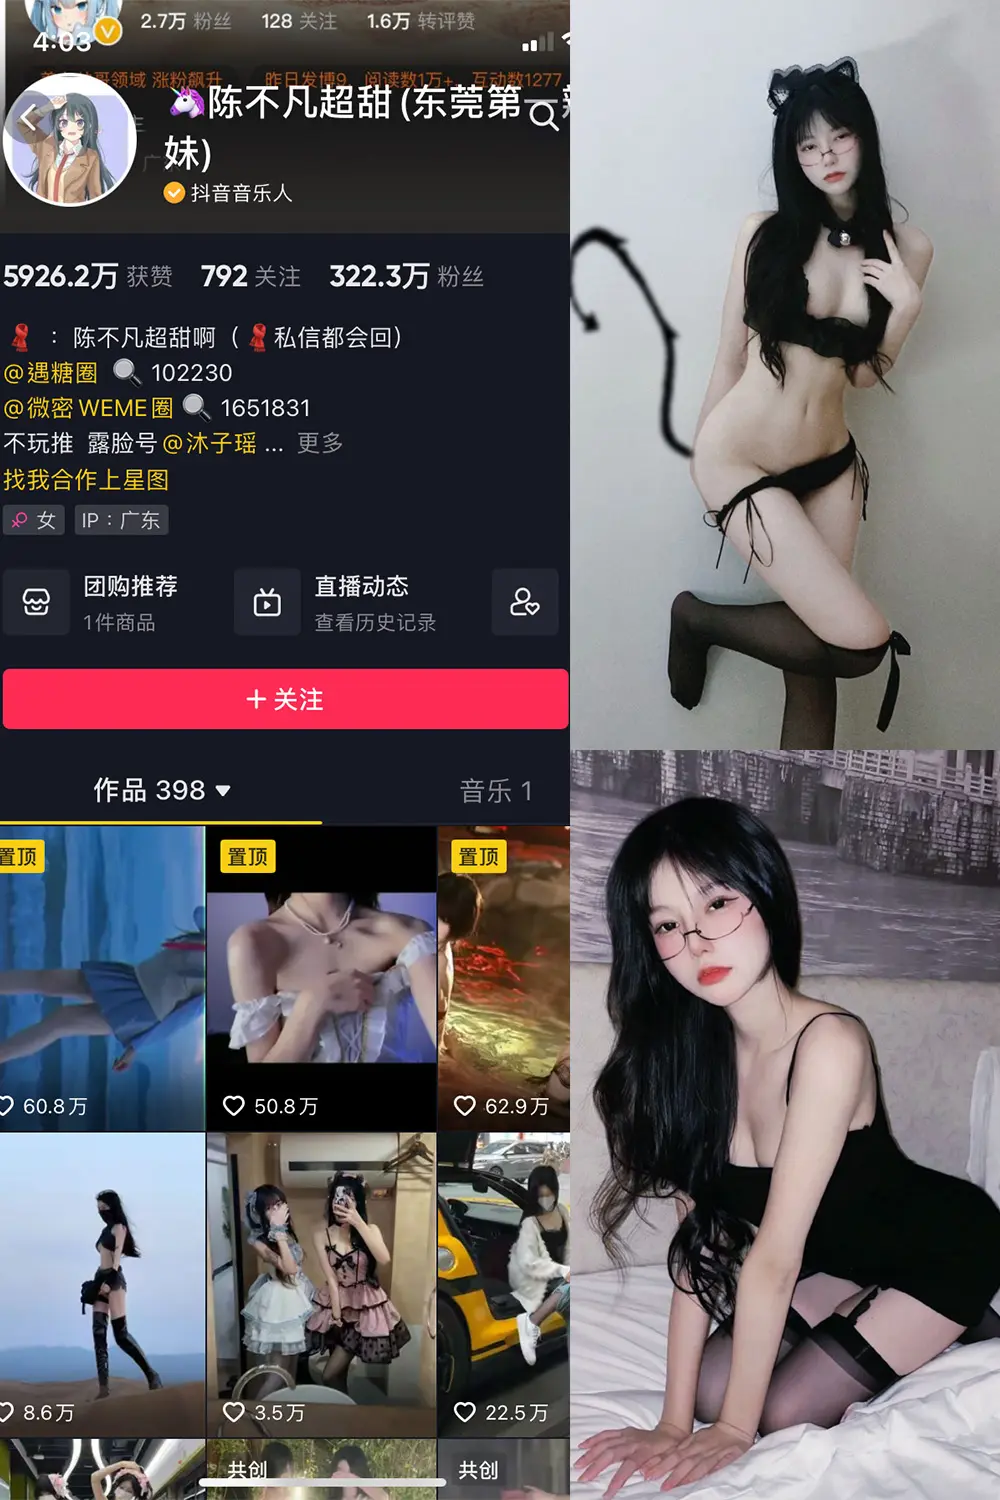 2.7万 粉丝 128 关注 1.6万 转评赞
4:03
领域 涨粉飙升 昨日发博9 阅读数1万+ 互动数1277
陈不凡超甜(东莞第一
妹)
抖音音乐人
5926.2万 获赞 792 关注 322.3万 粉丝
🧣 : 陈不凡超甜啊 (🧣私信都会回)
@遇糖圈 🔍 102230
@微密WEME圈 🔍 1651831
不玩推 露脸号@沐子瑶 ... 更多
找我合作上星图
女 IP:广东
团购推荐 直播动态
1件商品 查看历史记录
+ 关注
作品 398 音乐 1
置顶 置顶 置顶
60.8万 50.8万 62.9万
8.6万 3.5万 22.5万
共创 共创